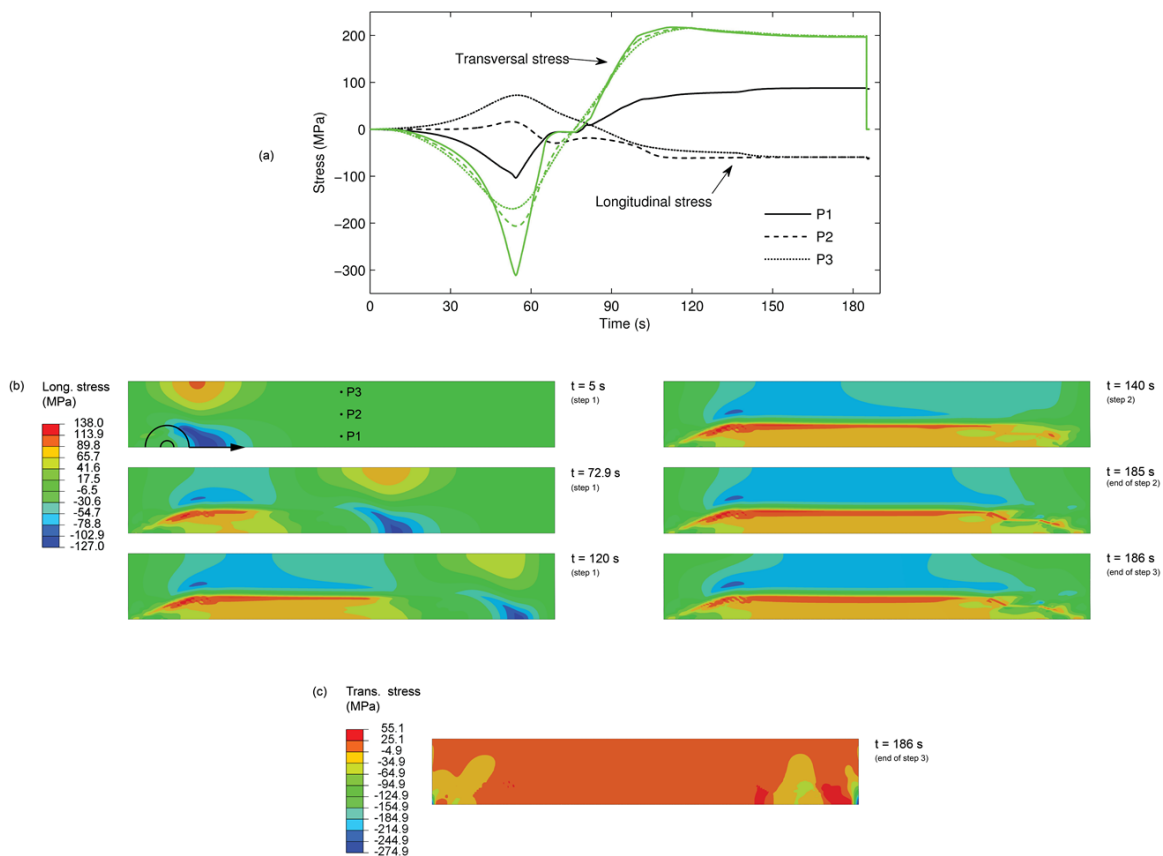 (a)
Stress (MPa)
200
100
0
−100
−200
−300
Transversal stress
Longitudinal stress
P1
P2
P3
0 30 60 90 120 150 180
Time (s)
(b)
Long. stress
(MPa)
138.0
113.9
89.8
65.7
41.6
17.5
-6.5
-30.6
-54.7
-78.8
-102.9
-127.0
P3
P2
P1
t = 5 s
(step 1)
t = 72.9 s
(step 1)
t = 120 s
(step 1)
t = 140 s
(step 2)
t = 185 s
(end of step 2)
t = 186 s
(end of step 3)
(c)
Trans. stress
(MPa)
55.1
25.1
-4.9
-34.9
-64.9
-94.9
-124.9
-154.9
-184.9
-214.9
-244.9
-274.9
t = 186 s
(end of step 3)